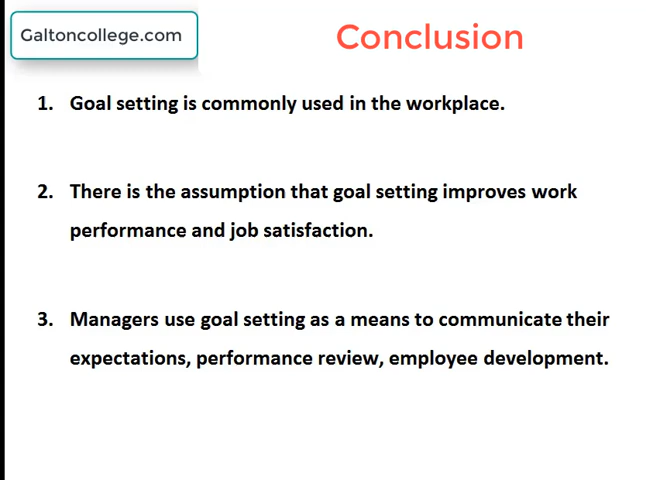 Galtoncollege.com
Conclusion
1. Goal setting is commonly used in the workplace.
2. There is the assumption that goal setting improves work
performance and job satisfaction.
3. Managers use goal setting as a means to communicate their
expectations, performance review, employee development.